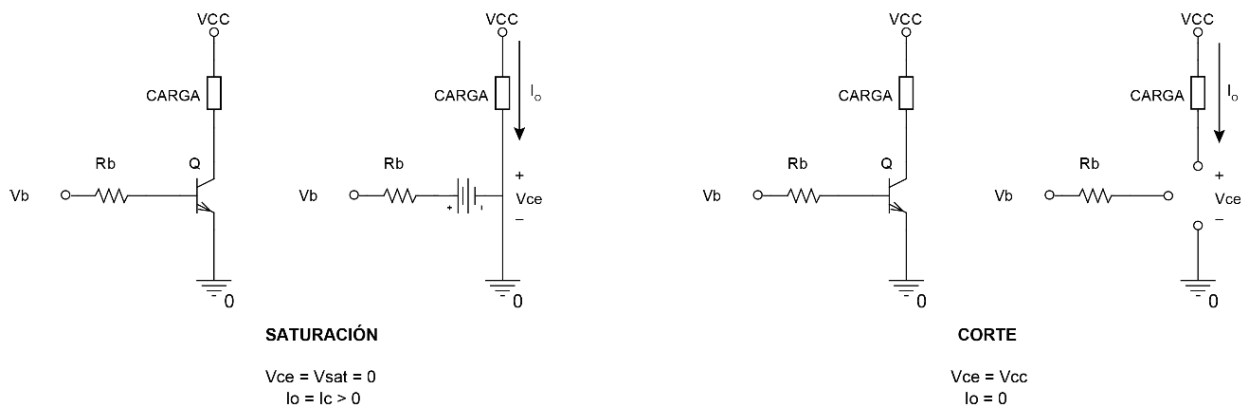 VCC
CARGA
Rb
Q
Vb
0
VCC
CARGA
Io
Rb
Vb
+ -
+
Vce
–
0
SATURACIÓN
Vce = Vsat = 0
Io = Ic > 0
VCC
CARGA
Rb
Q
Vb
0
VCC
CARGA
Io
Rb
Vb
+
Vce
–
0
CORTE
Vce = Vcc
Io = 0